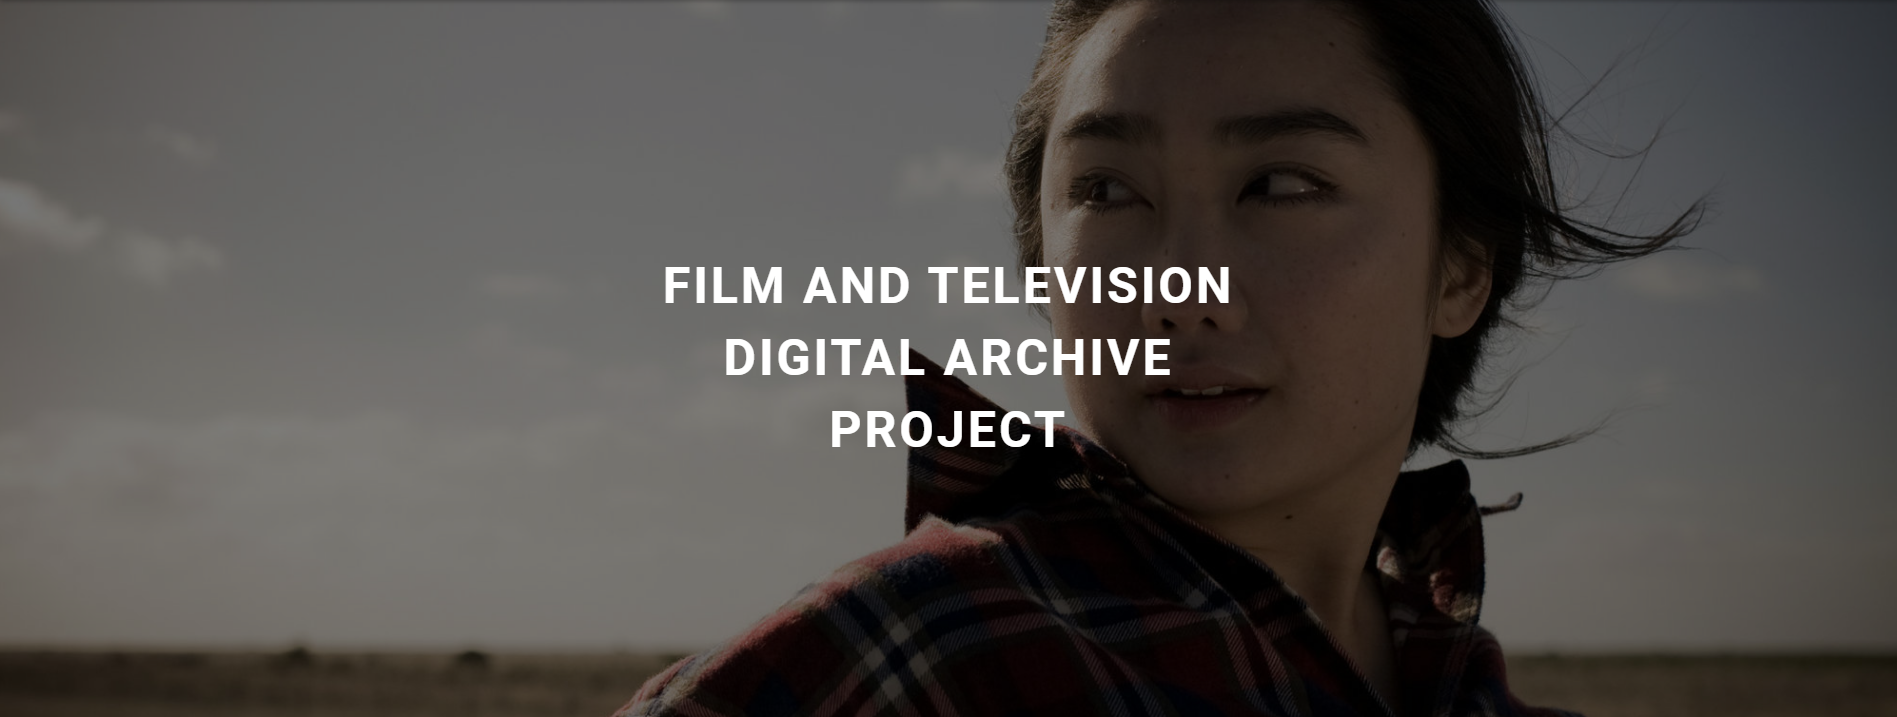 FILM AND TELEVISION
DIGITAL ARCHIVE
PROJECT